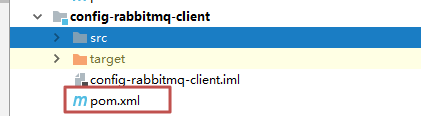 config-rabbitmq-client
src
target
config-rabbitmq-client.iml
pom.xml